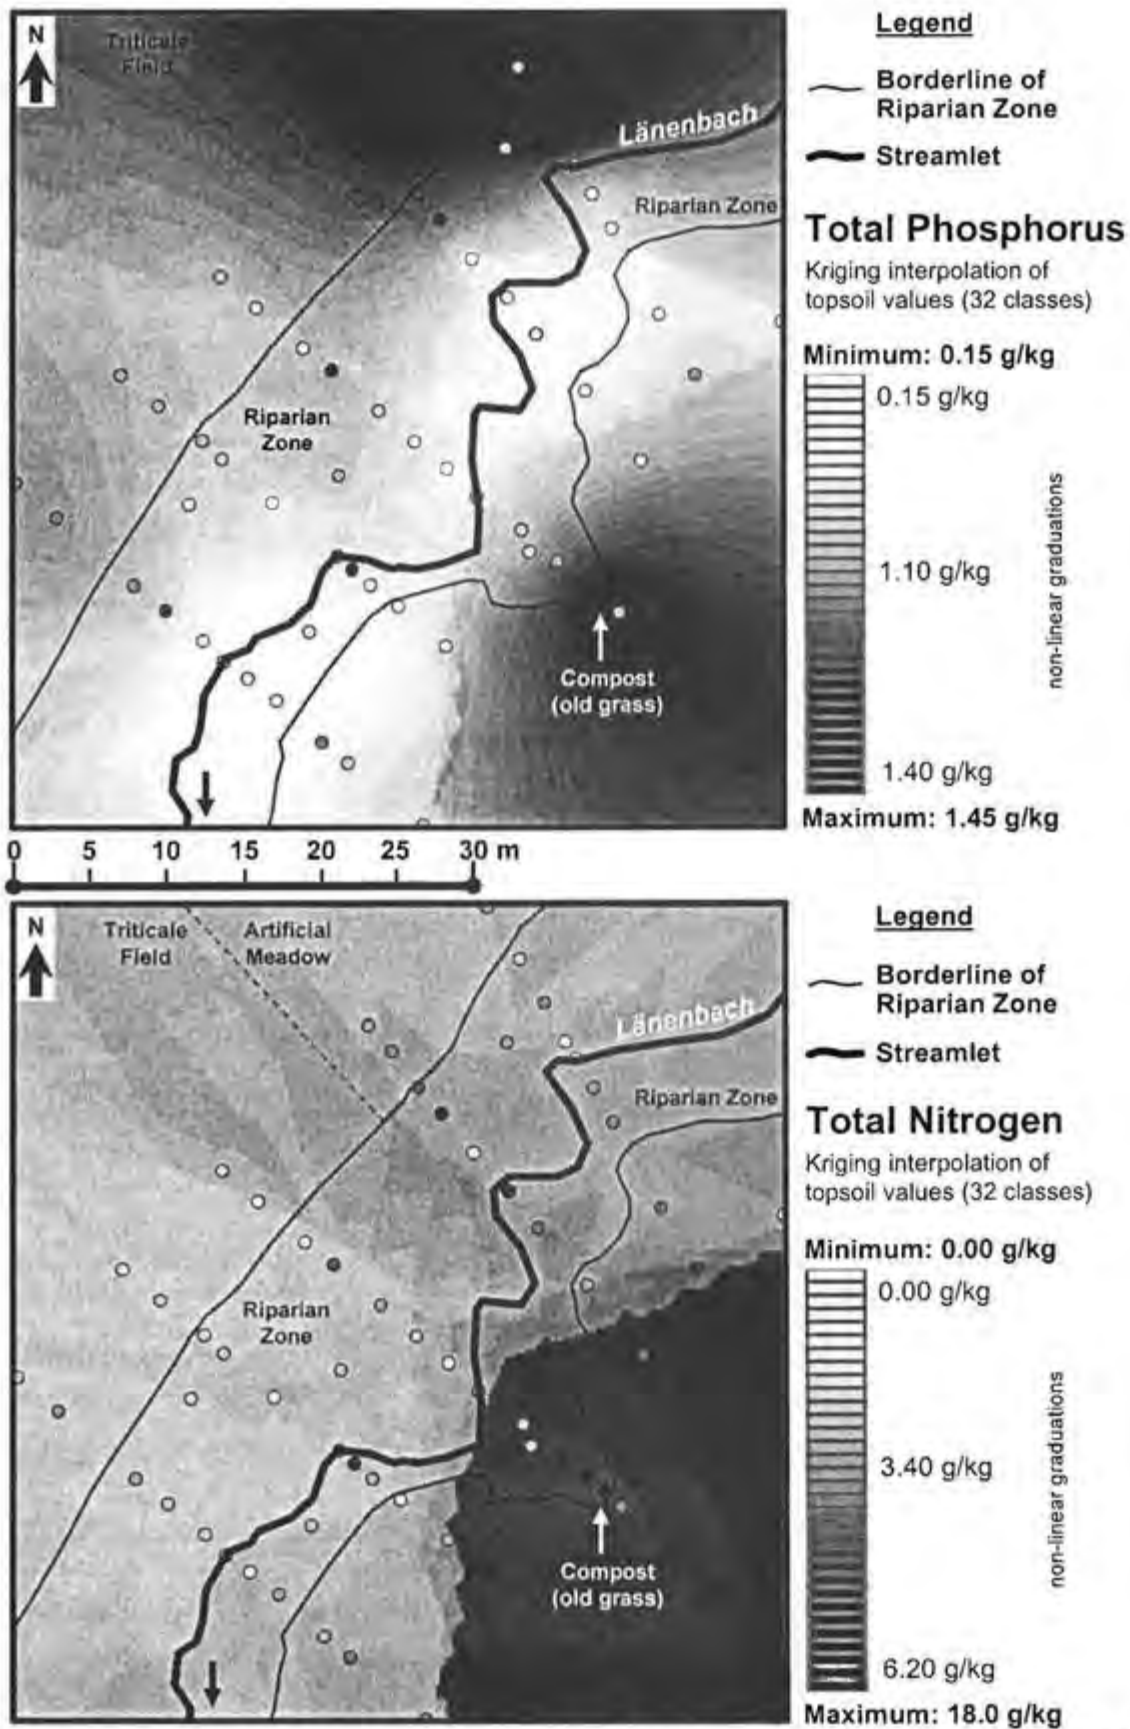 N
Triticale
Field
Länenbach
Riparian Zone
Riparian
Zone
Compost
(old grass)
Legend
Borderline of
Riparian Zone
Streamlet
Total Phosphorus
Kriging interpolation of
topsoil values (32 classes)
Minimum: 0.15 g/kg
0.15 g/kg
1.10 g/kg
1.40 g/kg
non-linear graduations
Maximum: 1.45 g/kg
0 5 10 15 20 25 30 m
N
Triticale
Field
Artificial
Meadow
Länenbach
Riparian Zone
Riparian
Zone
Compost
(old grass)
Legend
Borderline of
Riparian Zone
Streamlet
Total Nitrogen
Kriging interpolation of
topsoil values (32 classes)
Minimum: 0.00 g/kg
0.00 g/kg
3.40 g/kg
6.20 g/kg
non-linear graduations
Maximum: 18.0 g/kg